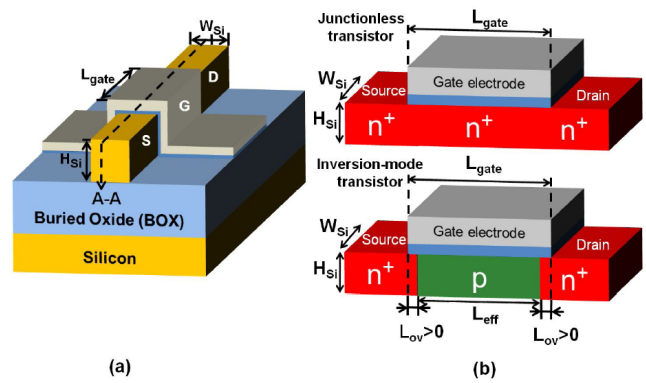 W_Si
L_gate
D
G
S
H_Si
A-A
Buried Oxide (BOX)
Silicon
(a)
Junctionless
transistor
L_gate
W_Si
Source
Gate electrode
Drain
H_Si
n⁺ n⁺ n⁺
Inversion-mode
transistor
L_gate
W_Si
Source
Gate electrode
Drain
H_Si
n⁺ p n⁺
L_eff
L_ov>0 L_ov>0
(b)